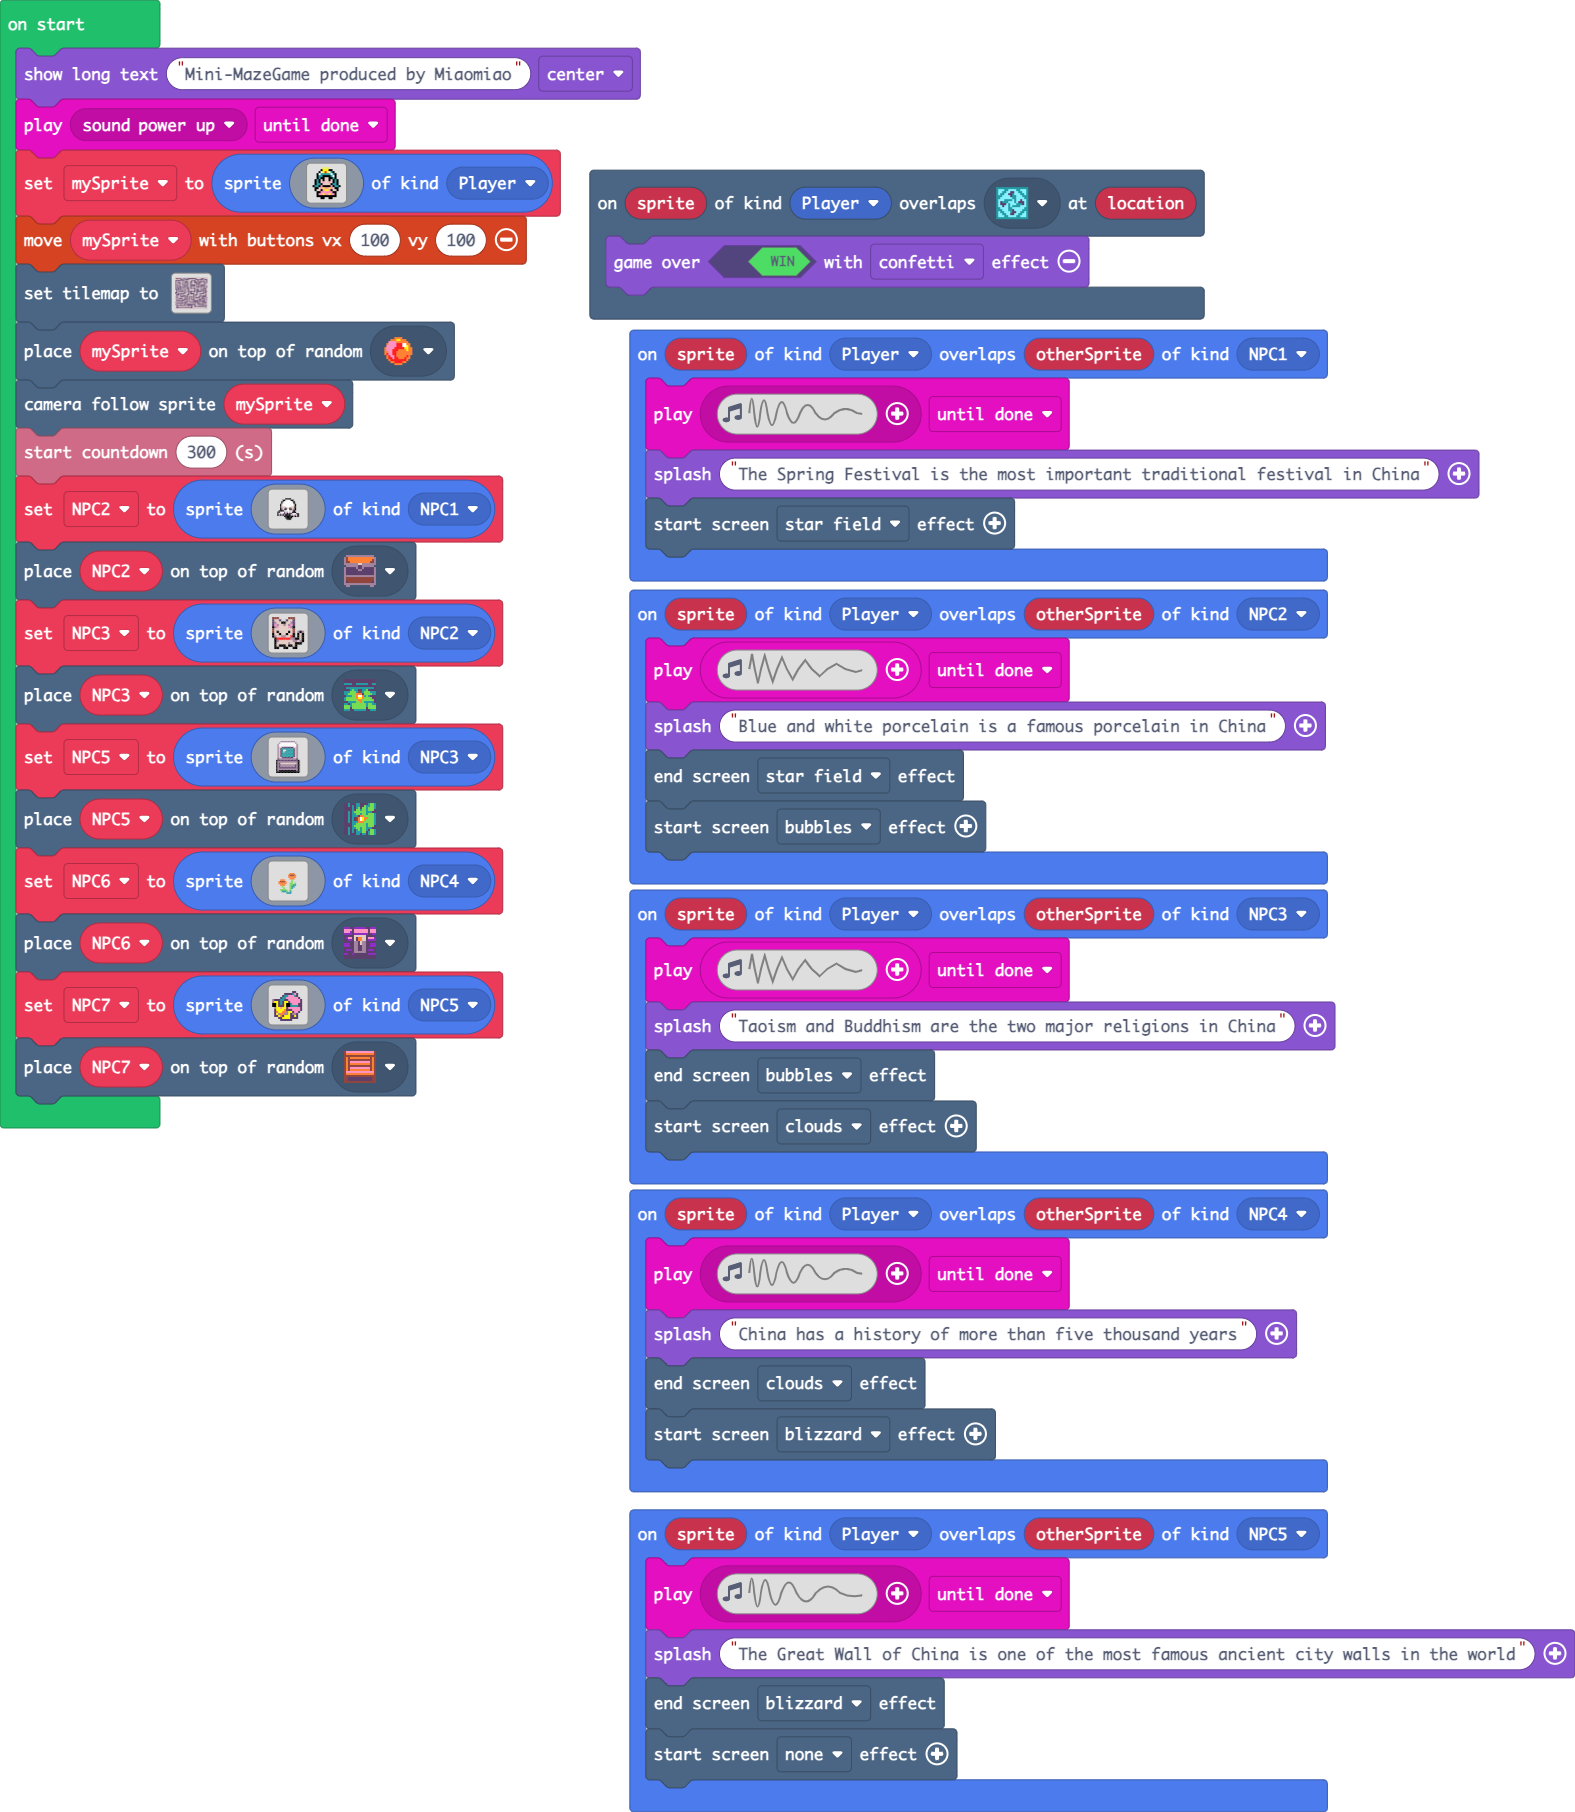 on start
show long text "Mini-MazeGame produced by Miaomiao" center
play sound power up until done
set mySprite to sprite of kind Player
move mySprite with buttons vx 100 vy 100
set tilemap to
place mySprite on top of random
camera follow sprite mySprite
start countdown 300 (s)
set NPC2 to sprite of kind NPC1
place NPC2 on top of random
set NPC3 to sprite of kind NPC2
place NPC3 on top of random
set NPC5 to sprite of kind NPC3
place NPC5 on top of random
set NPC6 to sprite of kind NPC4
place NPC6 on top of random
set NPC7 to sprite of kind NPC5
place NPC7 on top of random
on sprite of kind Player overlaps at location
game over WIN with confetti effect
on sprite of kind Player overlaps otherSprite of kind NPC1
play until done
splash "The Spring Festival is the most important traditional festival in China"
start screen star field effect
on sprite of kind Player overlaps otherSprite of kind NPC2
play until done
splash "Blue and white porcelain is a famous porcelain in China"
end screen star field effect
start screen bubbles effect
on sprite of kind Player overlaps otherSprite of kind NPC3
play until done
splash "Taoism and Buddhism are the two major religions in China"
end screen bubbles effect
start screen clouds effect
on sprite of kind Player overlaps otherSprite of kind NPC4
play until done
splash "China has a history of more than five thousand years"
end screen clouds effect
start screen blizzard effect
on sprite of kind Player overlaps otherSprite of kind NPC5
play until done
splash "The Great Wall of China is one of the most famous ancient city walls in the world"
end screen blizzard effect
start screen none effect